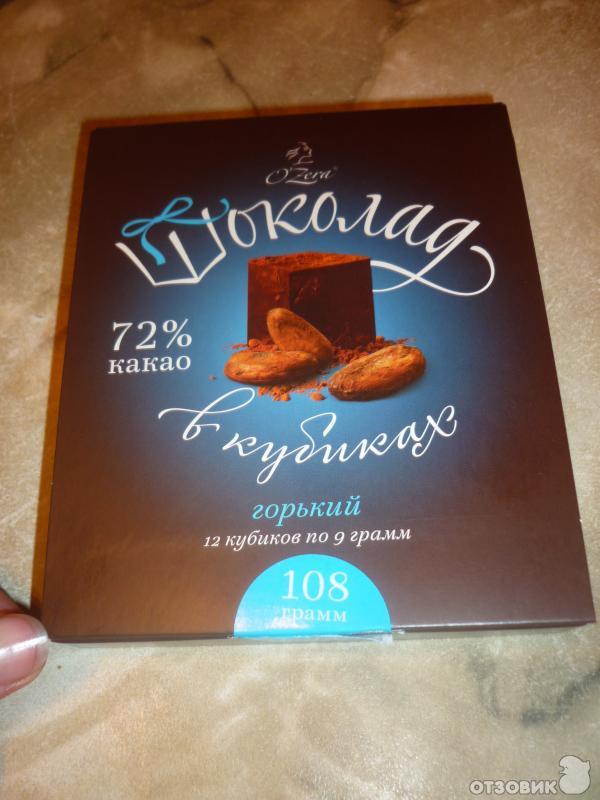 O'Zera®
Шоколад
72%
какао
в кубиках
горький
12 кубиков по 9 грамм
108
грамм
ОТЗОВИК